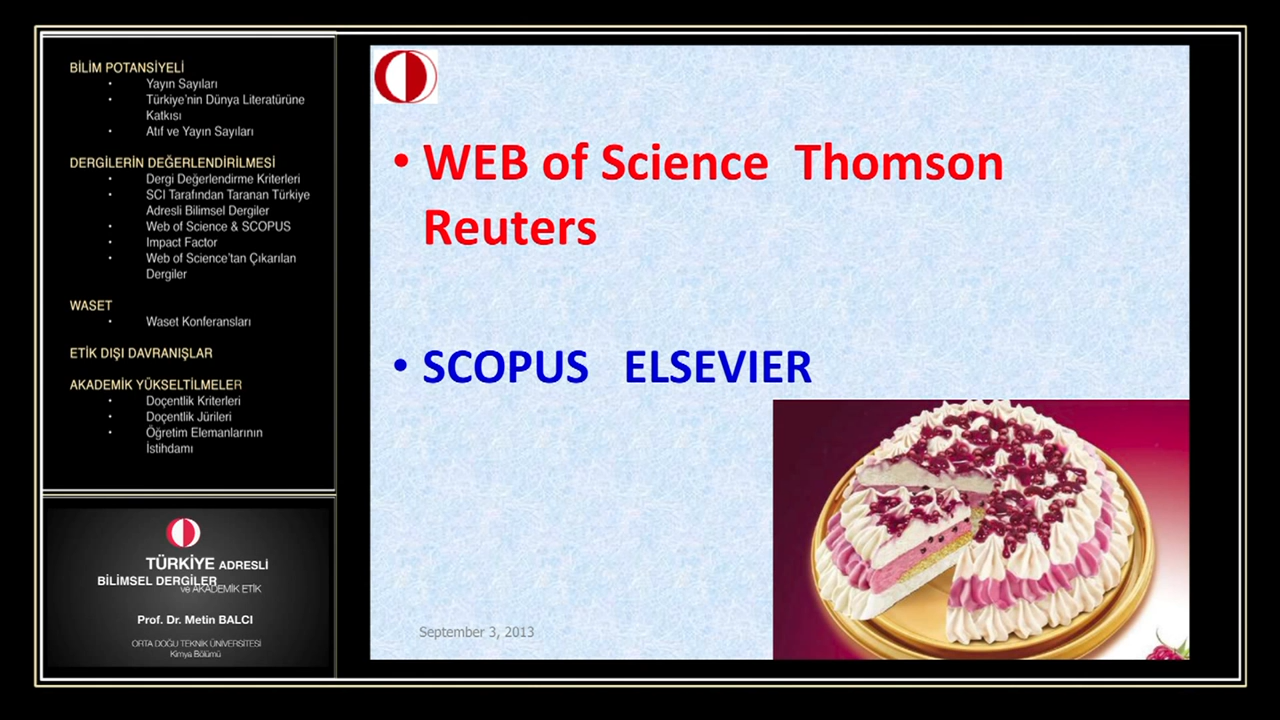 BİLİM POTANSİYELİ
• Yayın Sayıları
• Türkiye'nin Dünya Literatürüne
Katkısı
• Atıf ve Yayın Sayıları
DERGİLERİN DEĞERLENDİRİLMESİ
• Dergi Değerlendirme Kriterleri
• SCI Tarafından Taranan Türkiye
Adresli Bilimsel Dergiler
• Web of Science & SCOPUS
• Impact Factor
• Web of Science'tan Çıkarılan
Dergiler
WASET
• Waset Konferansları
ETİK DIŞI DAVRANIŞLAR
AKADEMİK YÜKSELTİLMELER
• Doçentlik Kriterleri
• Doçentlik Jürileri
• Öğretim Elemanlarının
İstihdamı
TÜRKİYE ADRESLİ
BİLİMSEL DERGİLER
ve AKADEMİK ETİK
Prof. Dr. Metin BALCI
ORTA DOĞU TEKNİK ÜNİVERSİTESİ
Kimya Bölümü
• WEB of Science Thomson
Reuters
• SCOPUS ELSEVIER
September 3, 2013